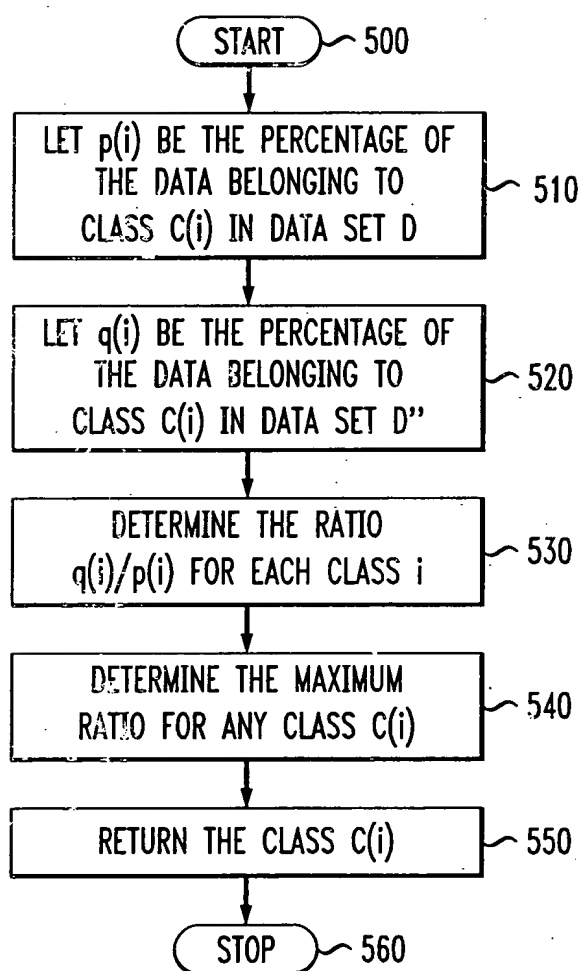 START 500
LET p(i) BE THE PERCENTAGE OF
THE DATA BELONGING TO
CLASS C(i) IN DATA SET D
510
LET q(i) BE THE PERCENTAGE OF
THE DATA BELONGING TO
CLASS C(i) IN DATA SET D"
520
DETERMINE THE RATIO
q(i)/p(i) FOR EACH CLASS i
530
DETERMINE THE MAXIMUM
RATIO FOR ANY CLASS C(i)
540
RETURN THE CLASS C(i) 550
STOP 560